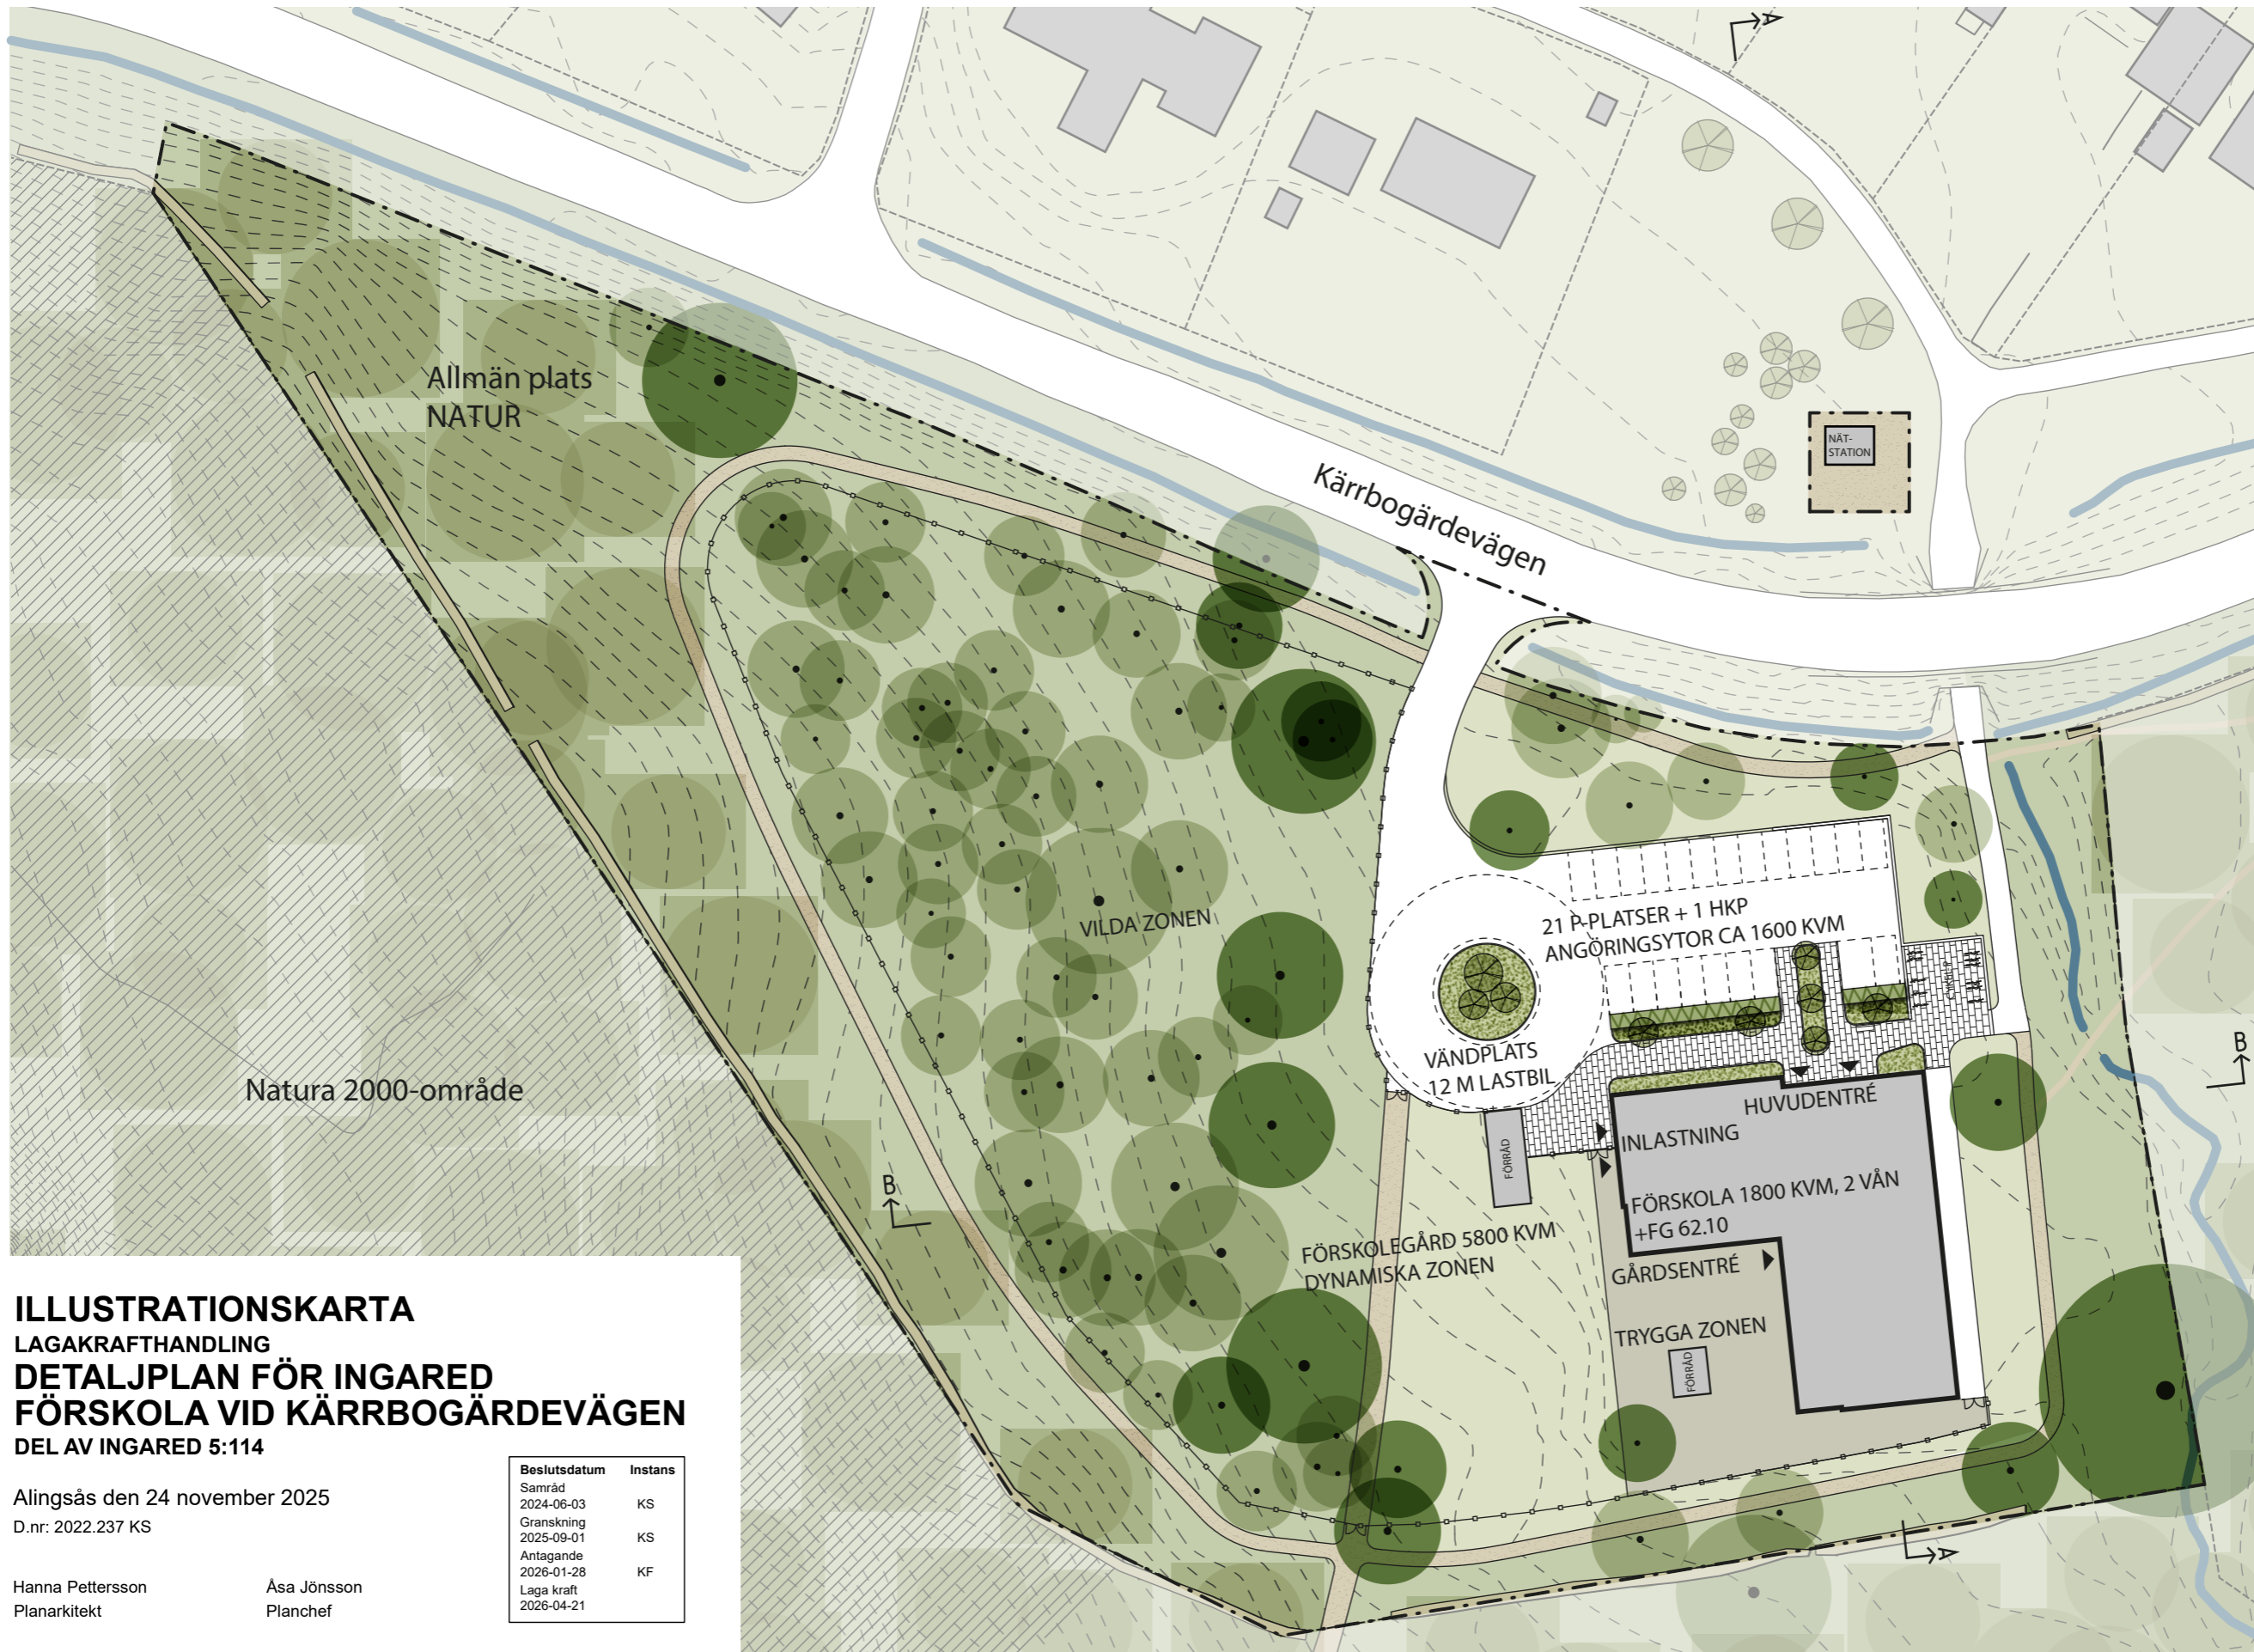 A
NÄT-
STATION
Allmän plats
NATUR
Kärrbogärdevägen
VILDA ZONEN
21 P-PLATSER + 1 HKP
ANGÖRINGSYTOR CA 1600 KVM
VÄNDPLATS
12 M LASTBIL
B
Natura 2000-område
HUVUDENTRÉ
INLASTNING
FÖRRÅD
FÖRSKOLA 1800 KVM, 2 VÅN
+FG 62.10
B
FÖRSKOLEGÅRD 5800 KVM
DYNAMISKA ZONEN
GÅRDSENTRÉ
TRYGGA ZONEN
FÖRRÅD
A
ILLUSTRATIONSKARTA
LAGAKRAFTHANDLING
DETALJPLAN FÖR INGARED
FÖRSKOLA VID KÄRRBOGÄRDEVÄGEN
DEL AV INGARED 5:114
Alingsås den 24 november 2025
D.nr: 2022.237 KS
Hanna Pettersson Åsa Jönsson
Planarkitekt Planchef
Beslutsdatum Instans
Samråd
2024-06-03 KS
Granskning
2025-09-01 KS
Antagande
2026-01-28 KF
Laga kraft
2026-04-21